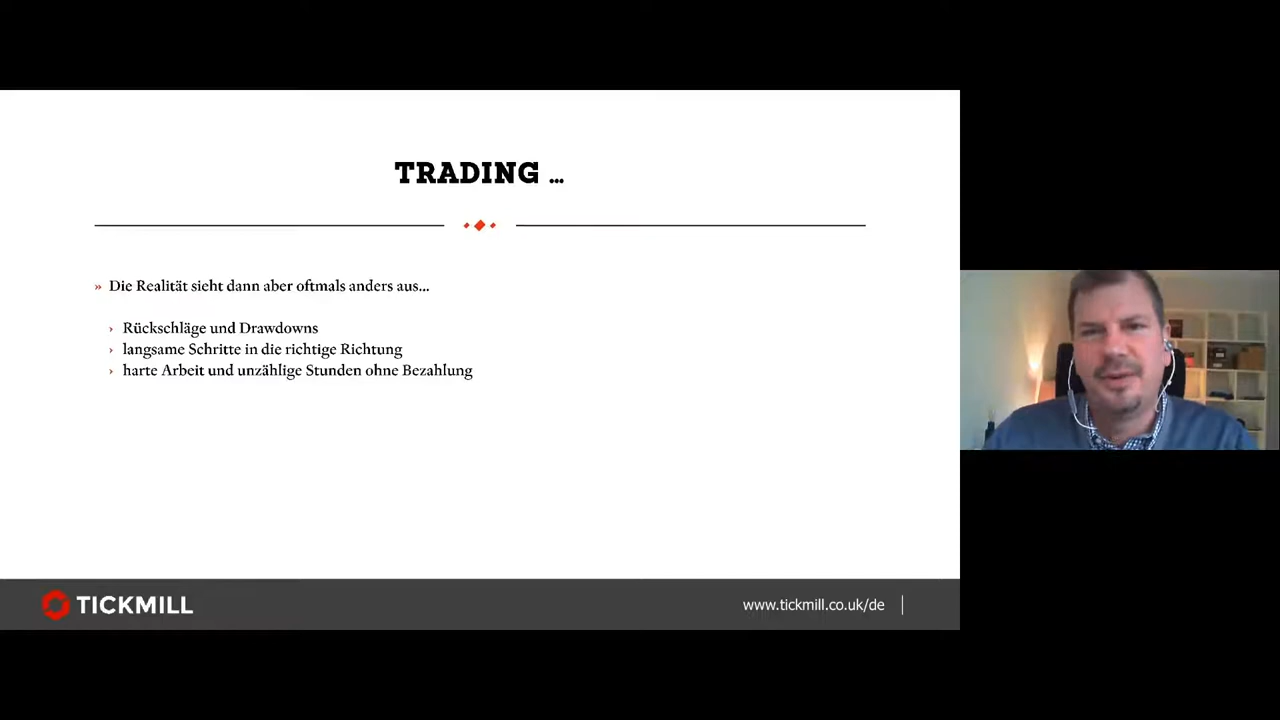 TRADING ...
» Die Realität sieht dann aber oftmals anders aus...
› Rückschläge und Drawdowns
› langsame Schritte in die richtige Richtung
› harte Arbeit und unzählige Stunden ohne Bezahlung
TICKMILL
www.tickmill.co.uk/de